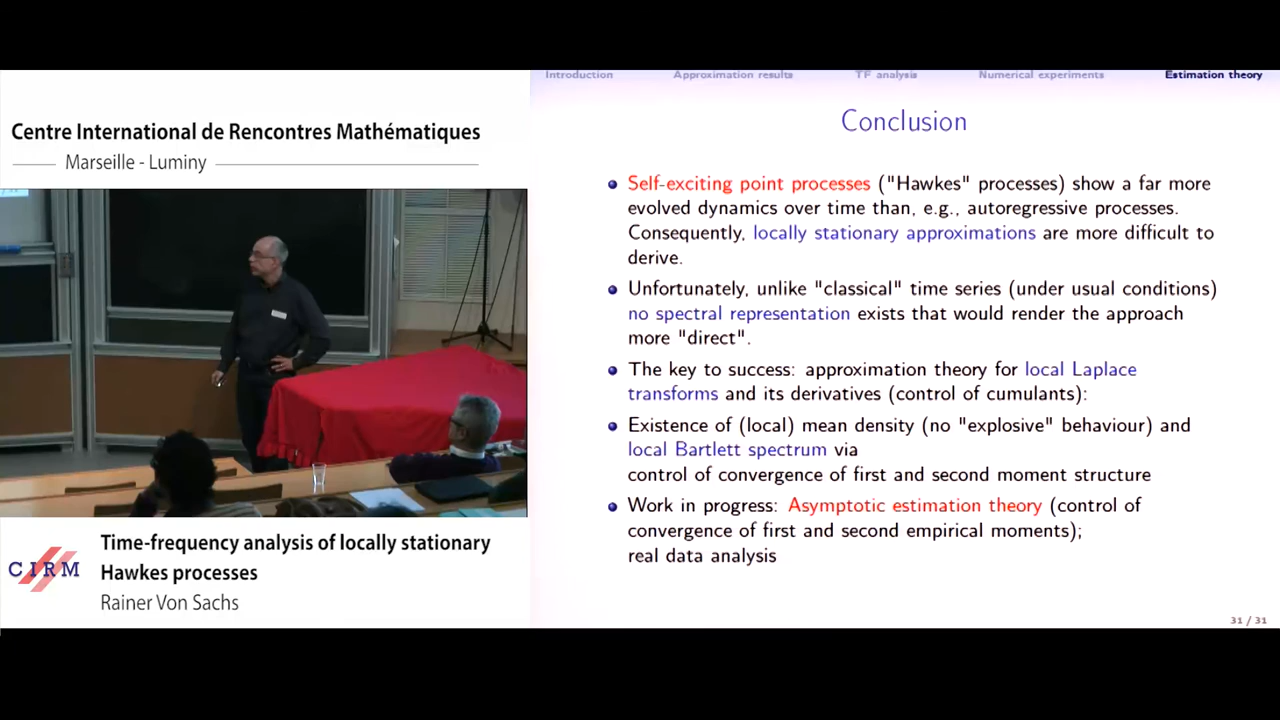 Centre International de Rencontres Mathématiques
Marseille - Luminy
Time-frequency analysis of locally stationary
Hawkes processes
Rainer Von Sachs
CIRM
Introduction
Approximation results
TF analysis
Numerical experiments
Estimation theory
Conclusion
Self-exciting point processes ("Hawkes" processes) show a far more
evolved dynamics over time than, e.g., autoregressive processes.
Consequently, locally stationary approximations are more difficult to
derive.
Unfortunately, unlike "classical" time series (under usual conditions)
no spectral representation exists that would render the approach
more "direct".
The key to success: approximation theory for local Laplace
transforms and its derivatives (control of cumulants):
Existence of (local) mean density (no "explosive" behaviour) and
local Bartlett spectrum via
control of convergence of first and second moment structure
Work in progress: Asymptotic estimation theory (control of
convergence of first and second empirical moments);
real data analysis
31 / 31